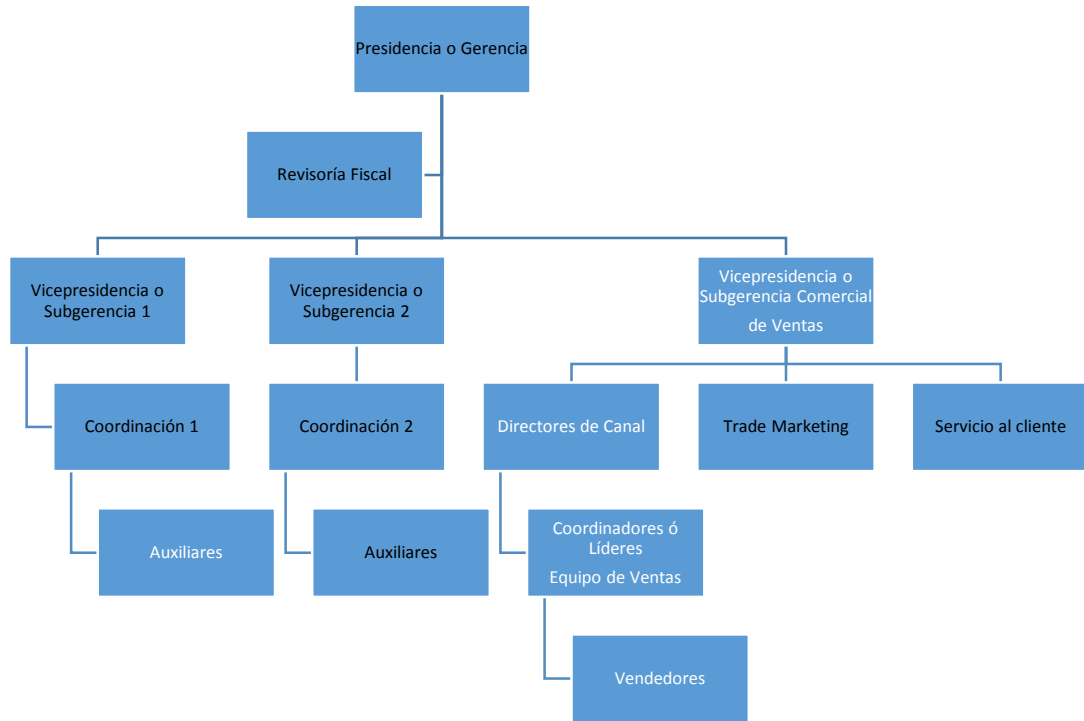 Presidencia o Gerencia
Revisoría Fiscal
Vicepresidencia o
Subgerencia 1
Vicepresidencia o
Subgerencia 2
Vicepresidencia o
Subgerencia Comercial
de Ventas
Coordinación 1
Coordinación 2
Directores de Canal
Trade Marketing
Servicio al cliente
Auxiliares
Auxiliares
Coordinadores ó
Líderes
Equipo de Ventas
Vendedores